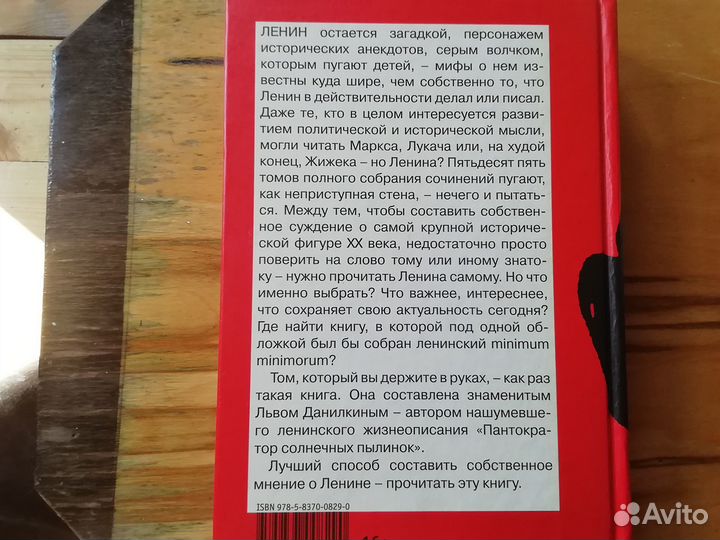 ЛЕНИН остается загадкой, персонажем
исторических анекдотов, серым волчком,
которым пугают детей, – мифы о нем из-
вестны куда шире, чем собственно то, что
Ленин в действительности делал или писал.
Даже те, кто в целом интересуется разви-
тием политической и исторической мысли,
могли читать Маркса, Лукача или, на худой
конец, Жижека – но Ленина? Пятьдесят пять
томов полного собрания сочинений пугают,
как неприступная стена, – нечего и пытать-
ся. Между тем, чтобы составить собствен-
ное суждение о самой крупной историче-
ской фигуре XX века, недостаточно просто
поверить на слово тому или иному знато-
ку – нужно прочитать Ленина самому. Но что
именно выбрать? Что важнее, интереснее,
что сохраняет свою актуальность сегодня?
Где найти книгу, в которой под одной об-
ложкой был бы собран ленинский minimum
minimorum?
Том, который вы держите в руках, – как раз
такая книга. Она составлена знаменитым
Львом Данилкиным – автором нашумевше-
го ленинского жизнеописания «Пантокра-
тор солнечных пылинок».
Лучший способ составить собственное
мнение о Ленине – прочитать эту книгу.
ISBN 978-5-8370-0829-0
Avito